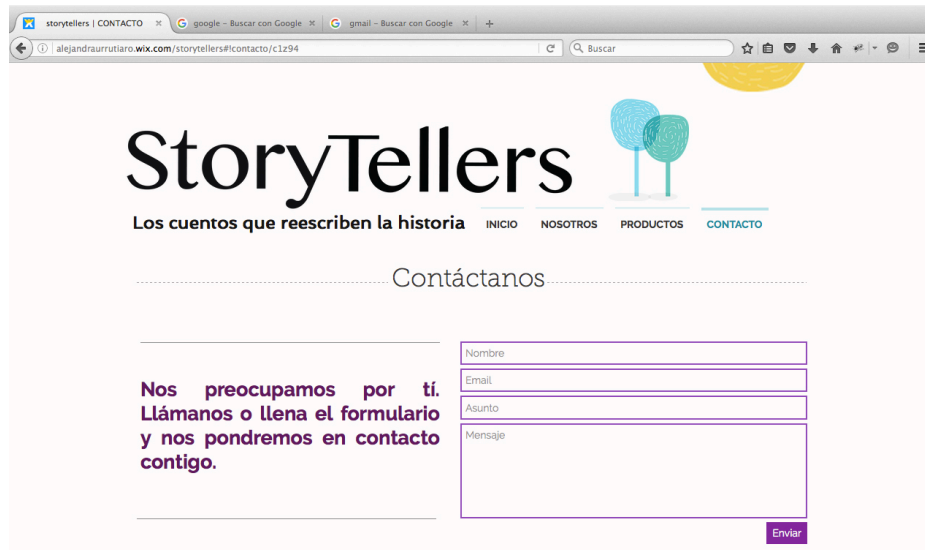 storytellers | CONTACTO
google – Buscar con Google
gmail – Buscar con Google
alejandraurrutiaro.wix.com/storytellers#!contacto/c1z94
Buscar
StoryTellers
Los cuentos que reescriben la historia
INICIO NOSOTROS PRODUCTOS CONTACTO
Contáctanos
Nos preocupamos por tí.
Llámanos o llena el formulario
y nos pondremos en contacto
contigo.
Nombre
Email
Asunto
Mensaje
Enviar